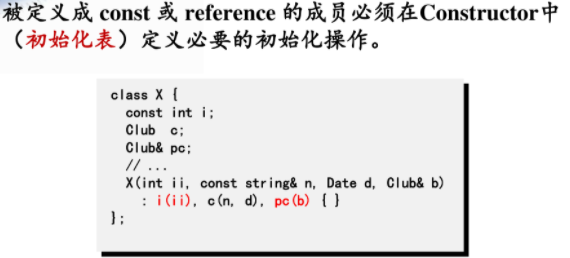 被定义成 const 或 reference 的成员必须在Constructor中
（初始化表）定义必要的初始化操作。
class X {
const int i;
Club c;
Club& pc;
// ...
X(int ii, const string& n, Date d, Club& b)
: i(ii), c(n, d), pc(b) { }
};